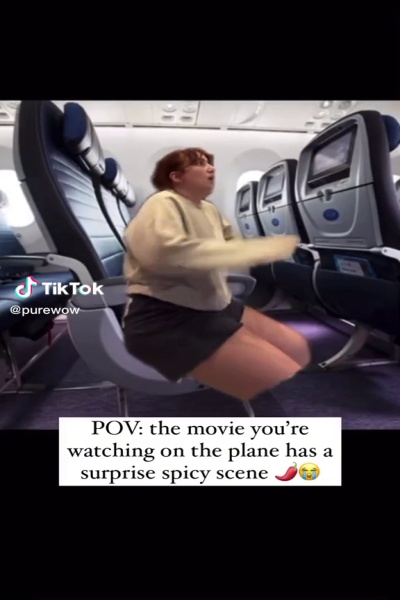 TikTok
@purewow
POV: the movie you're
watching on the plane has a
surprise spicy scene 🌶️😭